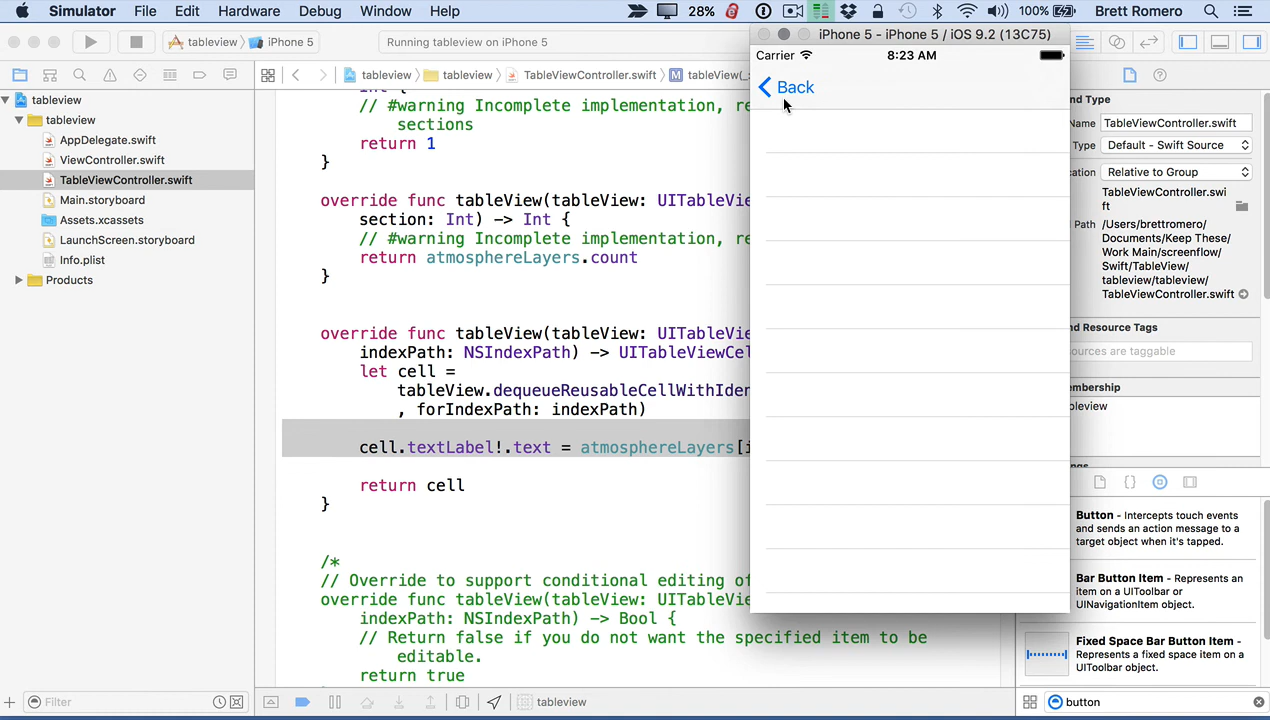 Simulator File Edit Hardware Debug Window Help 28% 100% Brett Romero
tableview iPhone 5 Running tableview on iPhone 5
iPhone 5 - iPhone 5 / iOS 9.2 (13C75)
Carrier 8:23 AM
Back
tableview tableview TableViewController.swift M tableView(_:
tableview
tableview
AppDelegate.swift
ViewController.swift
TableViewController.swift
Main.storyboard
Assets.xcassets
LaunchScreen.storyboard
Info.plist
Products
Int {
// #warning Incomplete implementation, re
sections
return 1
}
override func tableView(tableView: UITableVie
section: Int) -> Int {
// #warning Incomplete implementation, re
return atmosphereLayers.count
}
override func tableView(tableView: UITableVie
indexPath: NSIndexPath) -> UITableViewCel
let cell =
tableView.dequeueReusableCellWithIden
, forIndexPath: indexPath)
cell.textLabel!.text = atmosphereLayers[i
return cell
}
/*
// Override to support conditional editing of
override func tableView(tableView: UITableVie
indexPath: NSIndexPath) -> Bool {
// Return false if you do not want the specified item to be
editable.
return true
nd Type
Name TableViewController.swift
Type Default - Swift Source
cation Relative to Group
TableViewController.swi
ft
Path /Users/brettromero/
Documents/Keep These/
Work Main/screenflow/
Swift/TableView/
tableview/tableview/
TableViewController.swift
nd Resource Tags
ources are taggable
embership
bleview
Button - Intercepts touch events
and sends an action message to a
target object when it's tapped.
Bar Button Item - Represents an
item on a UIToolbar or
UINavigationItem object.
Fixed Space Bar Button Item -
Represents a fixed space item on a
UIToolbar object.
Filter
tableview
button